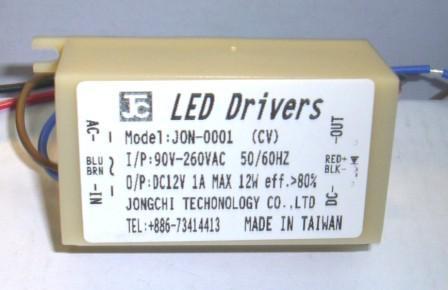 JC LED Drivers
Model:JON-0001 (CV)
I/P:90V-260VAC 50/60HZ
O/P:DC12V 1A MAX 12W eff.>80%
JONGCHI TECHONOLOGY CO.,LTD
TEL:+886-73414413 MADE IN TAIWAN
AC-
BLU
BRN ~
-IN
-OUT
RED+
BLK-
DC-